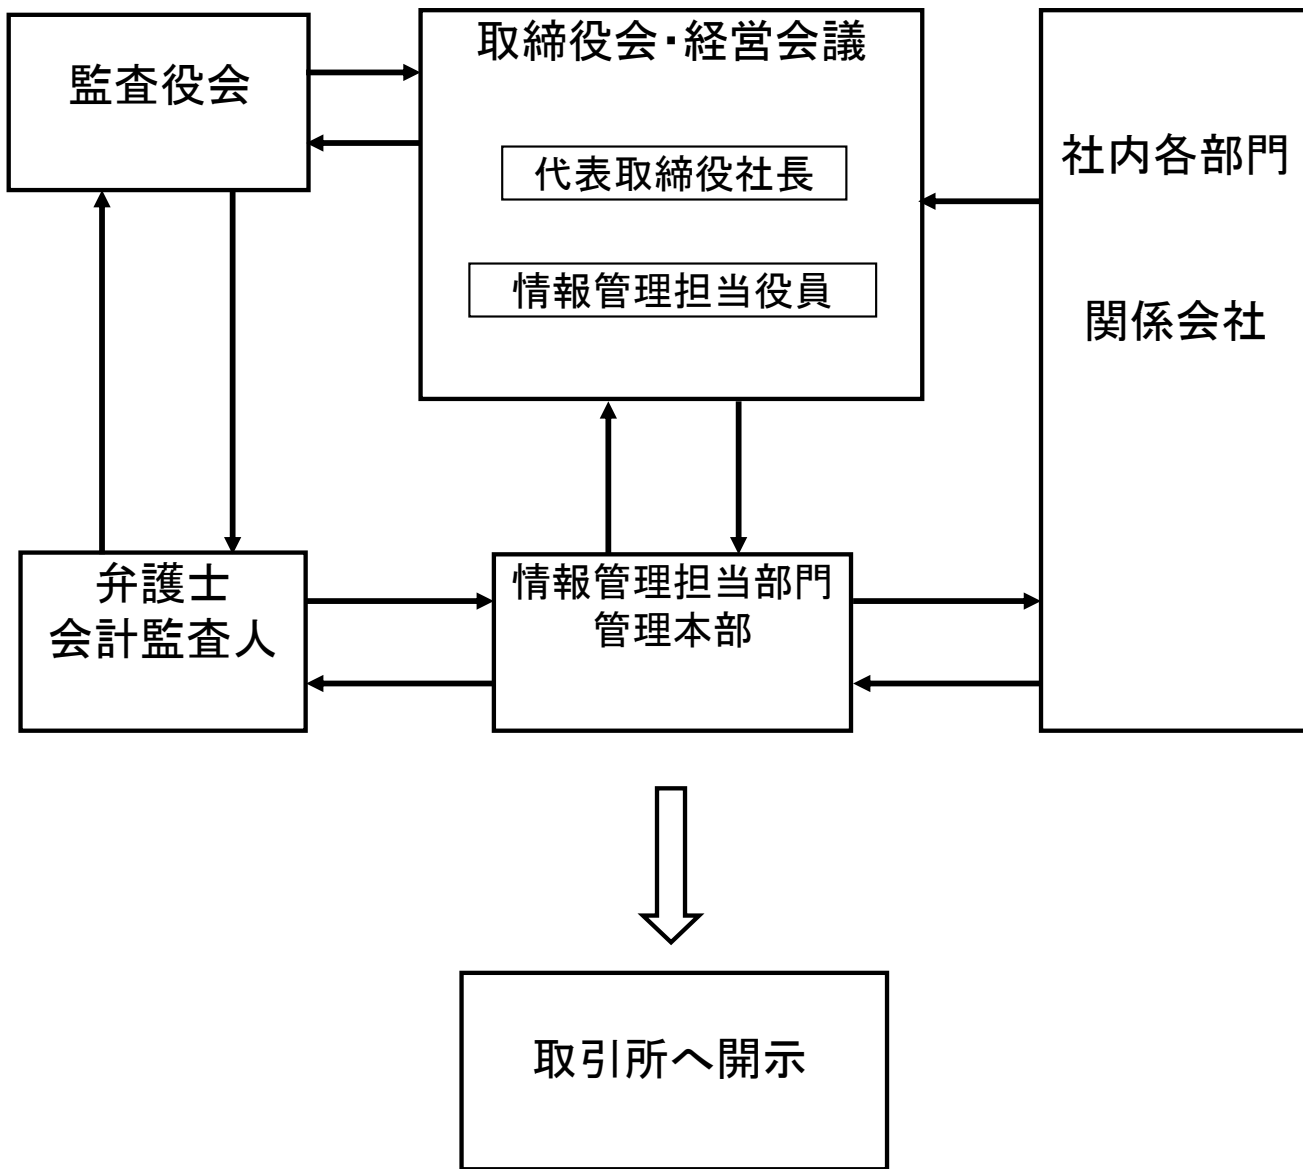 監査役会
取締役会・経営会議
代表取締役社長
情報管理担当役員
社内各部門
関係会社
弁護士
会計監査人
情報管理担当部門
管理本部
取引所へ開示